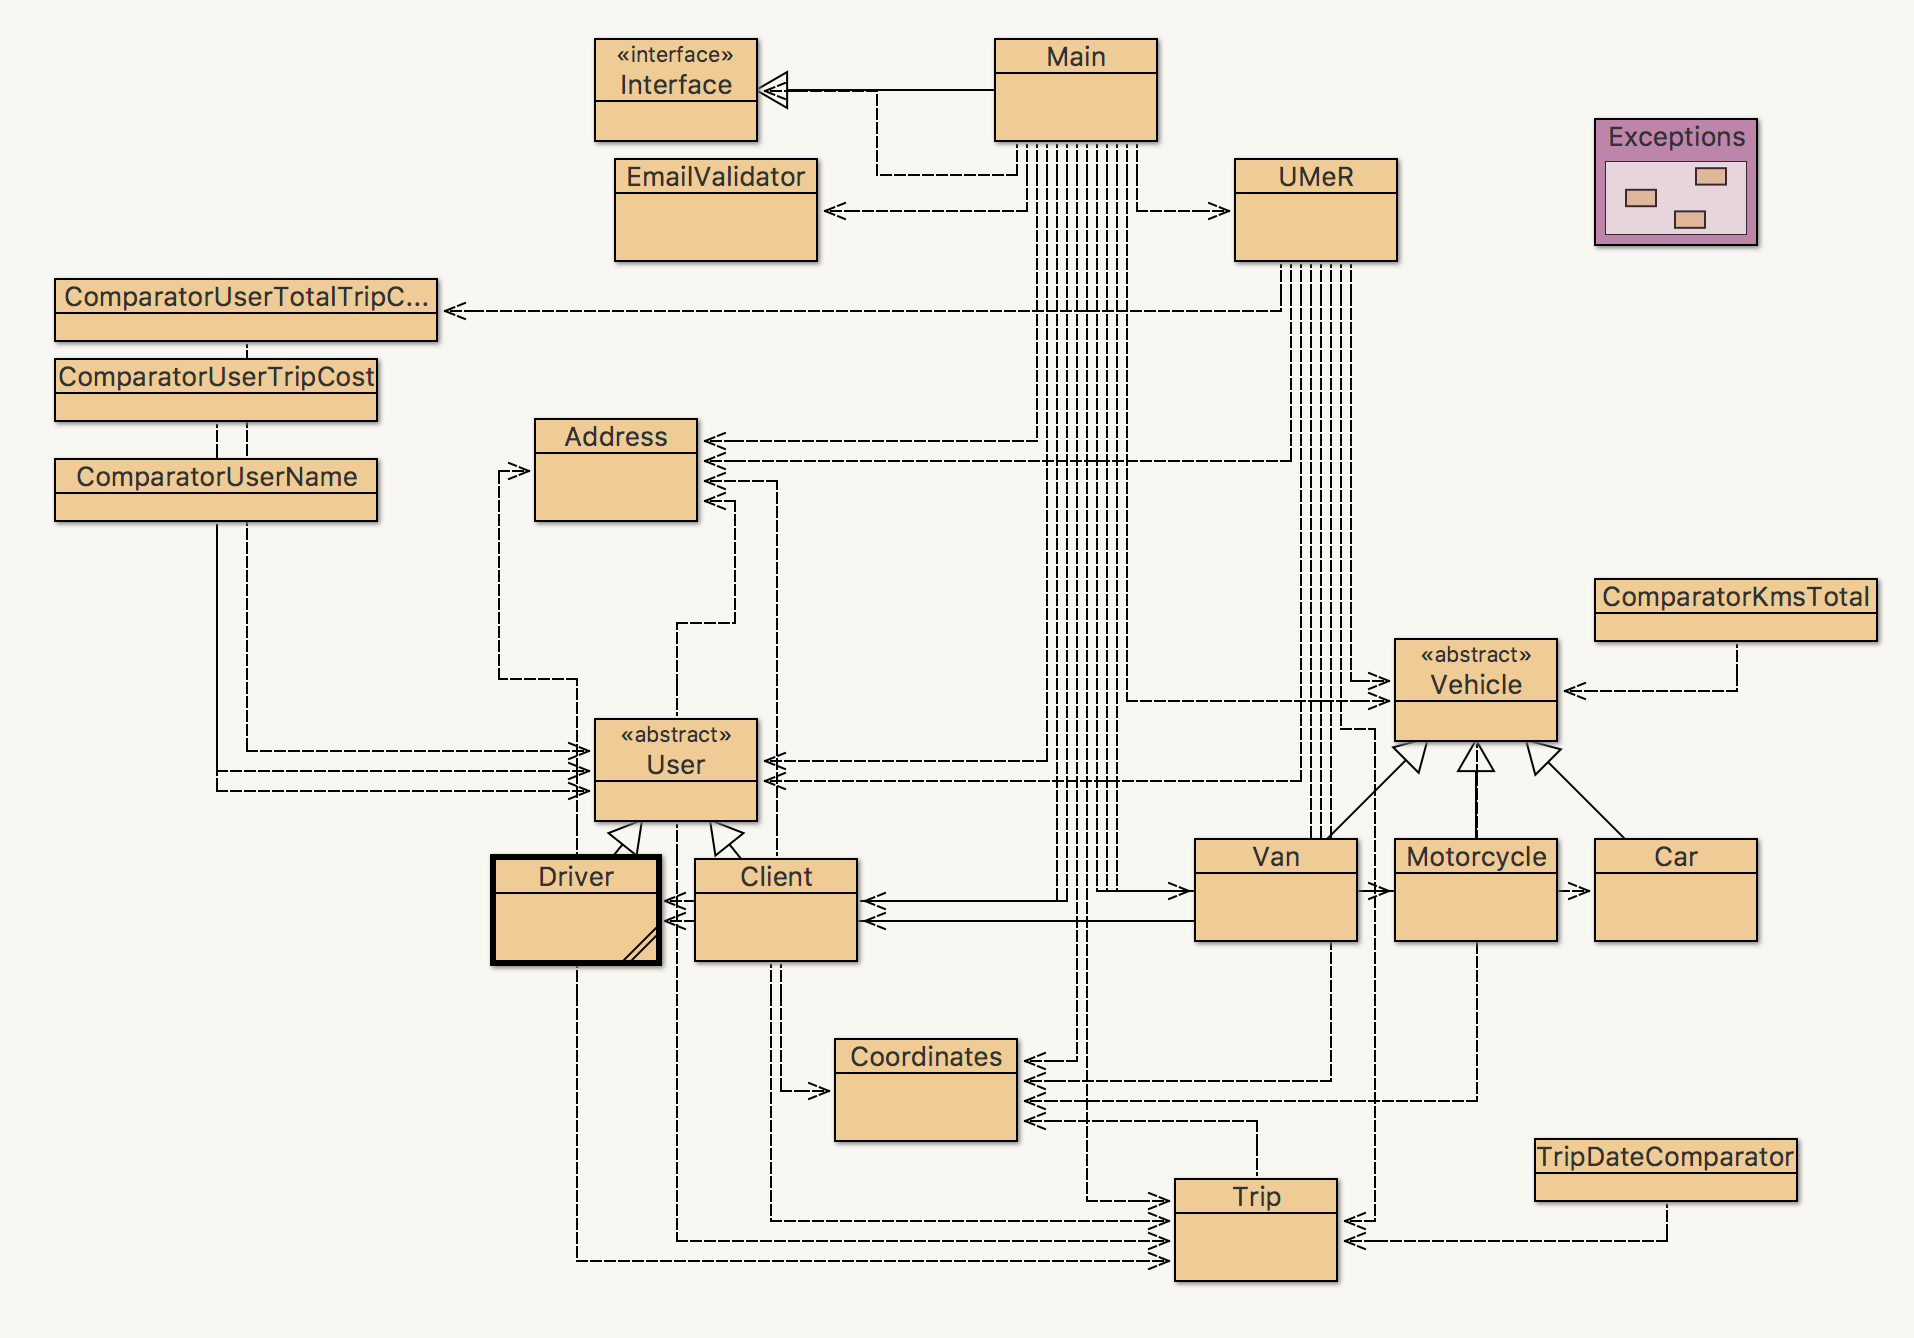 «interface»
Interface
Main
Exceptions
EmailValidator
UMeR
ComparatorUserTotalTripC...
ComparatorUserTripCost
Address
ComparatorUserName
ComparatorKmsTotal
«abstract»
Vehicle
«abstract»
User
Van
Motorcycle
Car
Driver
Client
Coordinates
TripDateComparator
Trip